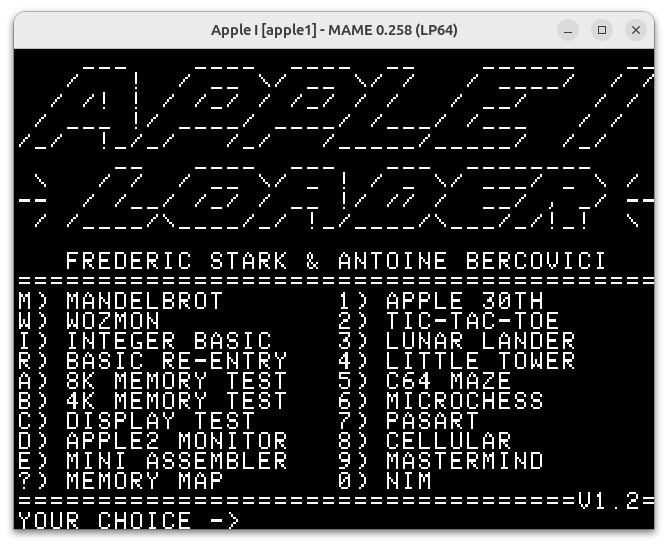 Apple I [apple1] - MAME 0.258 (LP64)
APPLE I
LOADER
FREDERIC STARK & ANTOINE BERCOVICI
========================================
M) MANDELBROT 1) APPLE 30TH
W) WOZMON 2) TIC-TAC-TOE
I) INTEGER BASIC 3) LUNAR LANDER
R) BASIC RE-ENTRY 4) LITTLE TOWER
A) 8K MEMORY TEST 5) C64 MAZE
B) 4K MEMORY TEST 6) MICROCHESS
C) DISPLAY TEST 7) PASART
D) APPLE2 MONITOR 8) CELLULAR
E) MINI ASSEMBLER 9) MASTERMIND
?) MEMORY MAP 0) NIM
===================================V1.2=
YOUR CHOICE ->